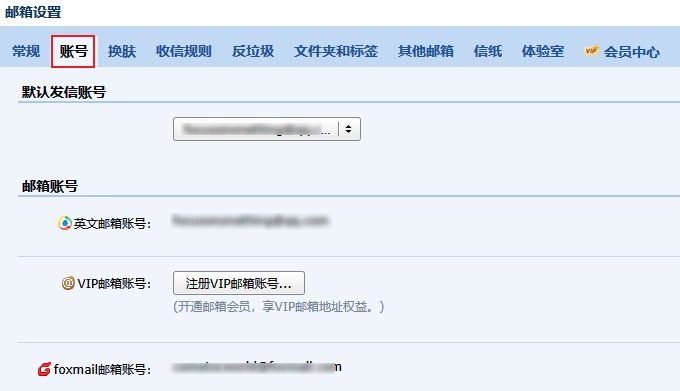 邮箱设置
常规 账号 换肤 收信规则 反垃圾 文件夹和标签 其他邮箱 信纸 体验室 VIP 会员中心
默认发信账号
邮箱账号
英文邮箱账号：
@ VIP邮箱账号： 注册VIP邮箱账号...
(开通邮箱会员，享VIP邮箱地址权益。)
foxmail邮箱账号：